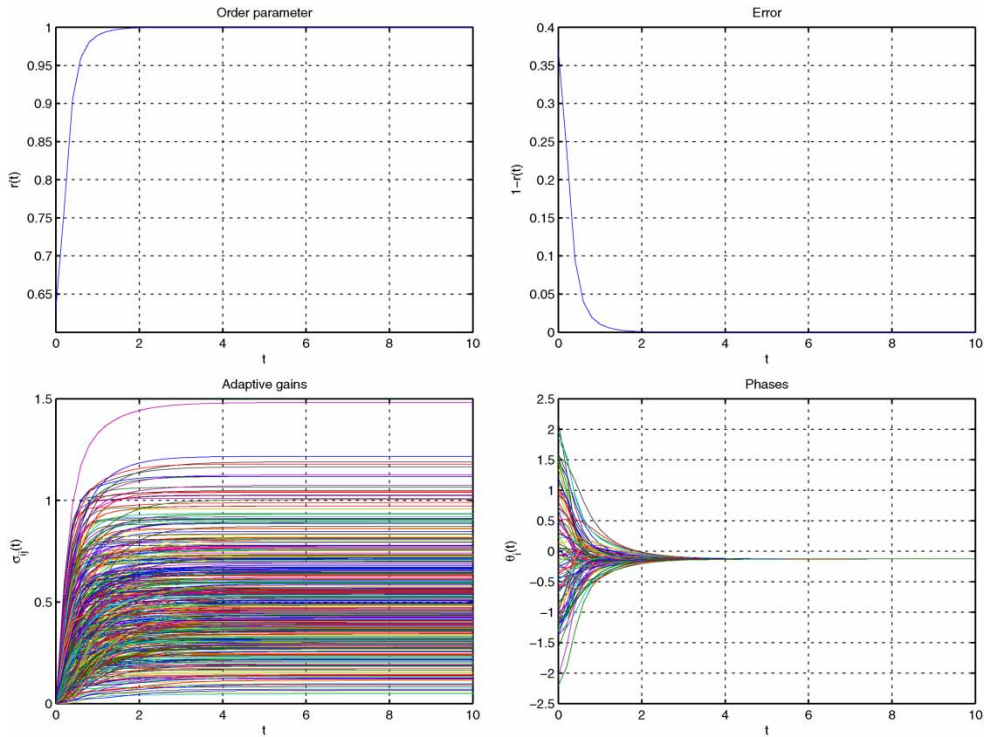 Order parameter
1
0.95
0.9
0.85
0.8
0.75
0.7
0.65
r(t)
0 2 4 6 8 10
t
Error
0.4
0.35
0.3
0.25
0.2
0.15
0.1
0.05
0
1−r(t)
0 2 4 6 8 10
t
Adaptive gains
1.5
1
0.5
0
σij(t)
0 2 4 6 8 10
t
Phases
2.5
2
1.5
1
0.5
0
−0.5
−1
−1.5
−2
−2.5
θi(t)
0 2 4 6 8 10
t